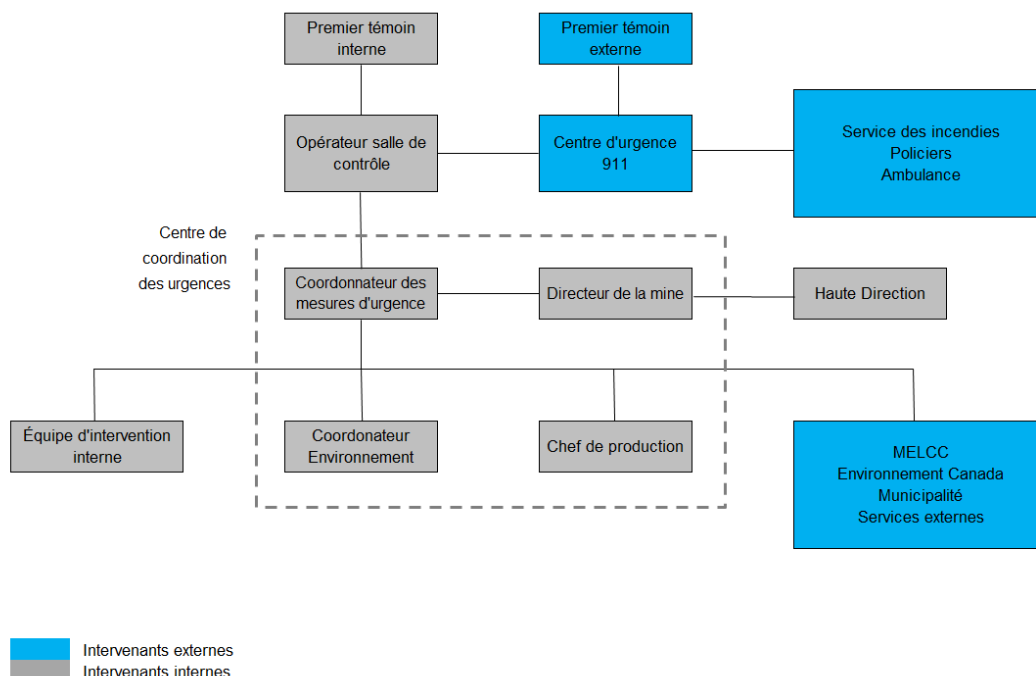 Premier témoin
interne
Premier témoin
externe
Opérateur salle de
contrôle
Centre d'urgence
911
Service des incendies
Policiers
Ambulance
Centre de
coordination
des urgences
Coordonnateur des
mesures d'urgence
Directeur de la mine
Haute Direction
Équipe d'intervention
interne
Coordonateur
Environnement
Chef de production
MELCC
Environnement Canada
Municipalité
Services externes
Intervenants externes
Intervenants internes